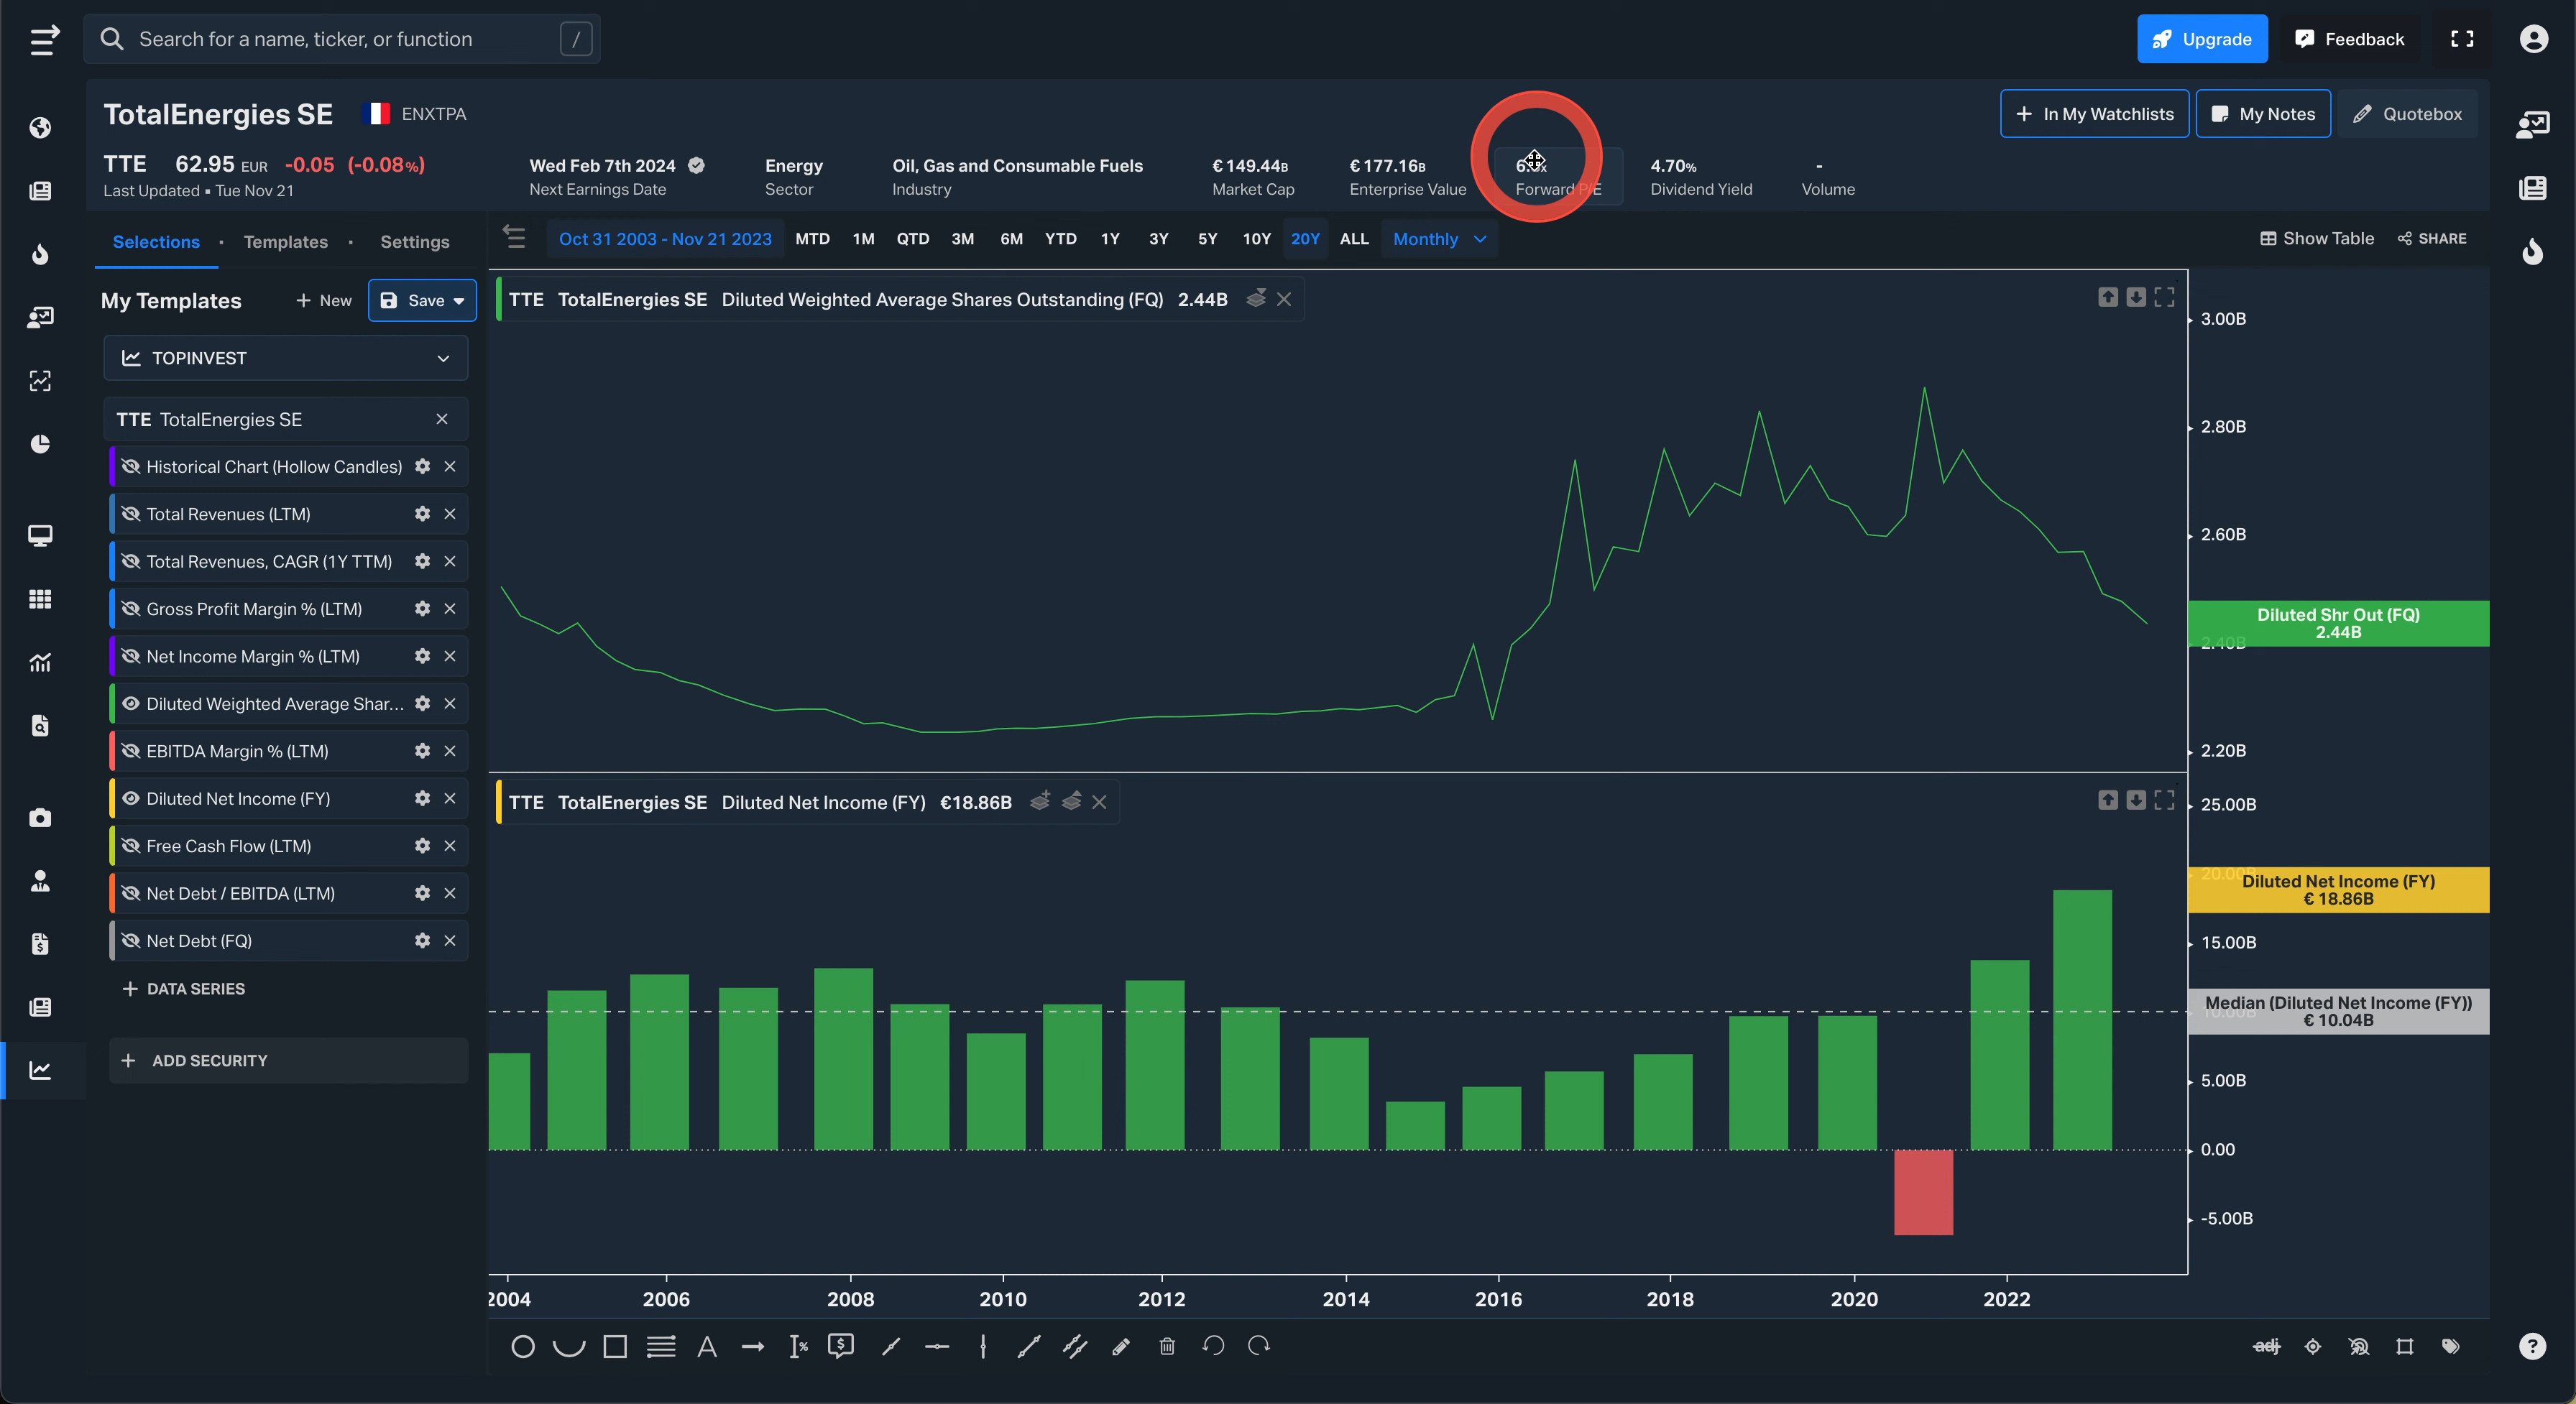 Search for a name, ticker, or function /
Upgrade Feedback
TotalEnergies SE ENXTPA
+ In My Watchlists My Notes Quotebox
TTE 62.95 EUR -0.05 (-0.08%)
Last Updated ▪ Tue Nov 21
Wed Feb 7th 2024
Next Earnings Date
Energy
Sector
Oil, Gas and Consumable Fuels
Industry
€ 149.44B
Market Cap
€ 177.16B
Enterprise Value
Forward P/E
4.70%
Dividend Yield
-
Volume
Selections · Templates · Settings
Oct 31 2003 - Nov 21 2023 MTD 1M QTD 3M 6M YTD 1Y 3Y 5Y 10Y 20Y ALL Monthly
Show Table SHARE
My Templates + New Save
TOPINVEST
TTE TotalEnergies SE
Historical Chart (Hollow Candles)
Total Revenues (LTM)
Total Revenues, CAGR (1Y TTM)
Gross Profit Margin % (LTM)
Net Income Margin % (LTM)
Diluted Weighted Average Shar...
EBITDA Margin % (LTM)
Diluted Net Income (FY)
Free Cash Flow (LTM)
Net Debt / EBITDA (LTM)
Net Debt (FQ)
+ DATA SERIES
+ ADD SECURITY
TTE TotalEnergies SE Diluted Weighted Average Shares Outstanding (FQ) 2.44B
3.00B
2.80B
2.60B
Diluted Shr Out (FQ)
2.44B
2.40B
2.20B
TTE TotalEnergies SE Diluted Net Income (FY) €18.86B
25.00B
20.00B
Diluted Net Income (FY)
€ 18.86B
15.00B
Median (Diluted Net Income (FY))
10.00B
€ 10.04B
5.00B
0.00
-5.00B
2004 2006 2008 2010 2012 2014 2016 2018 2020 2022
A % $ adj ?